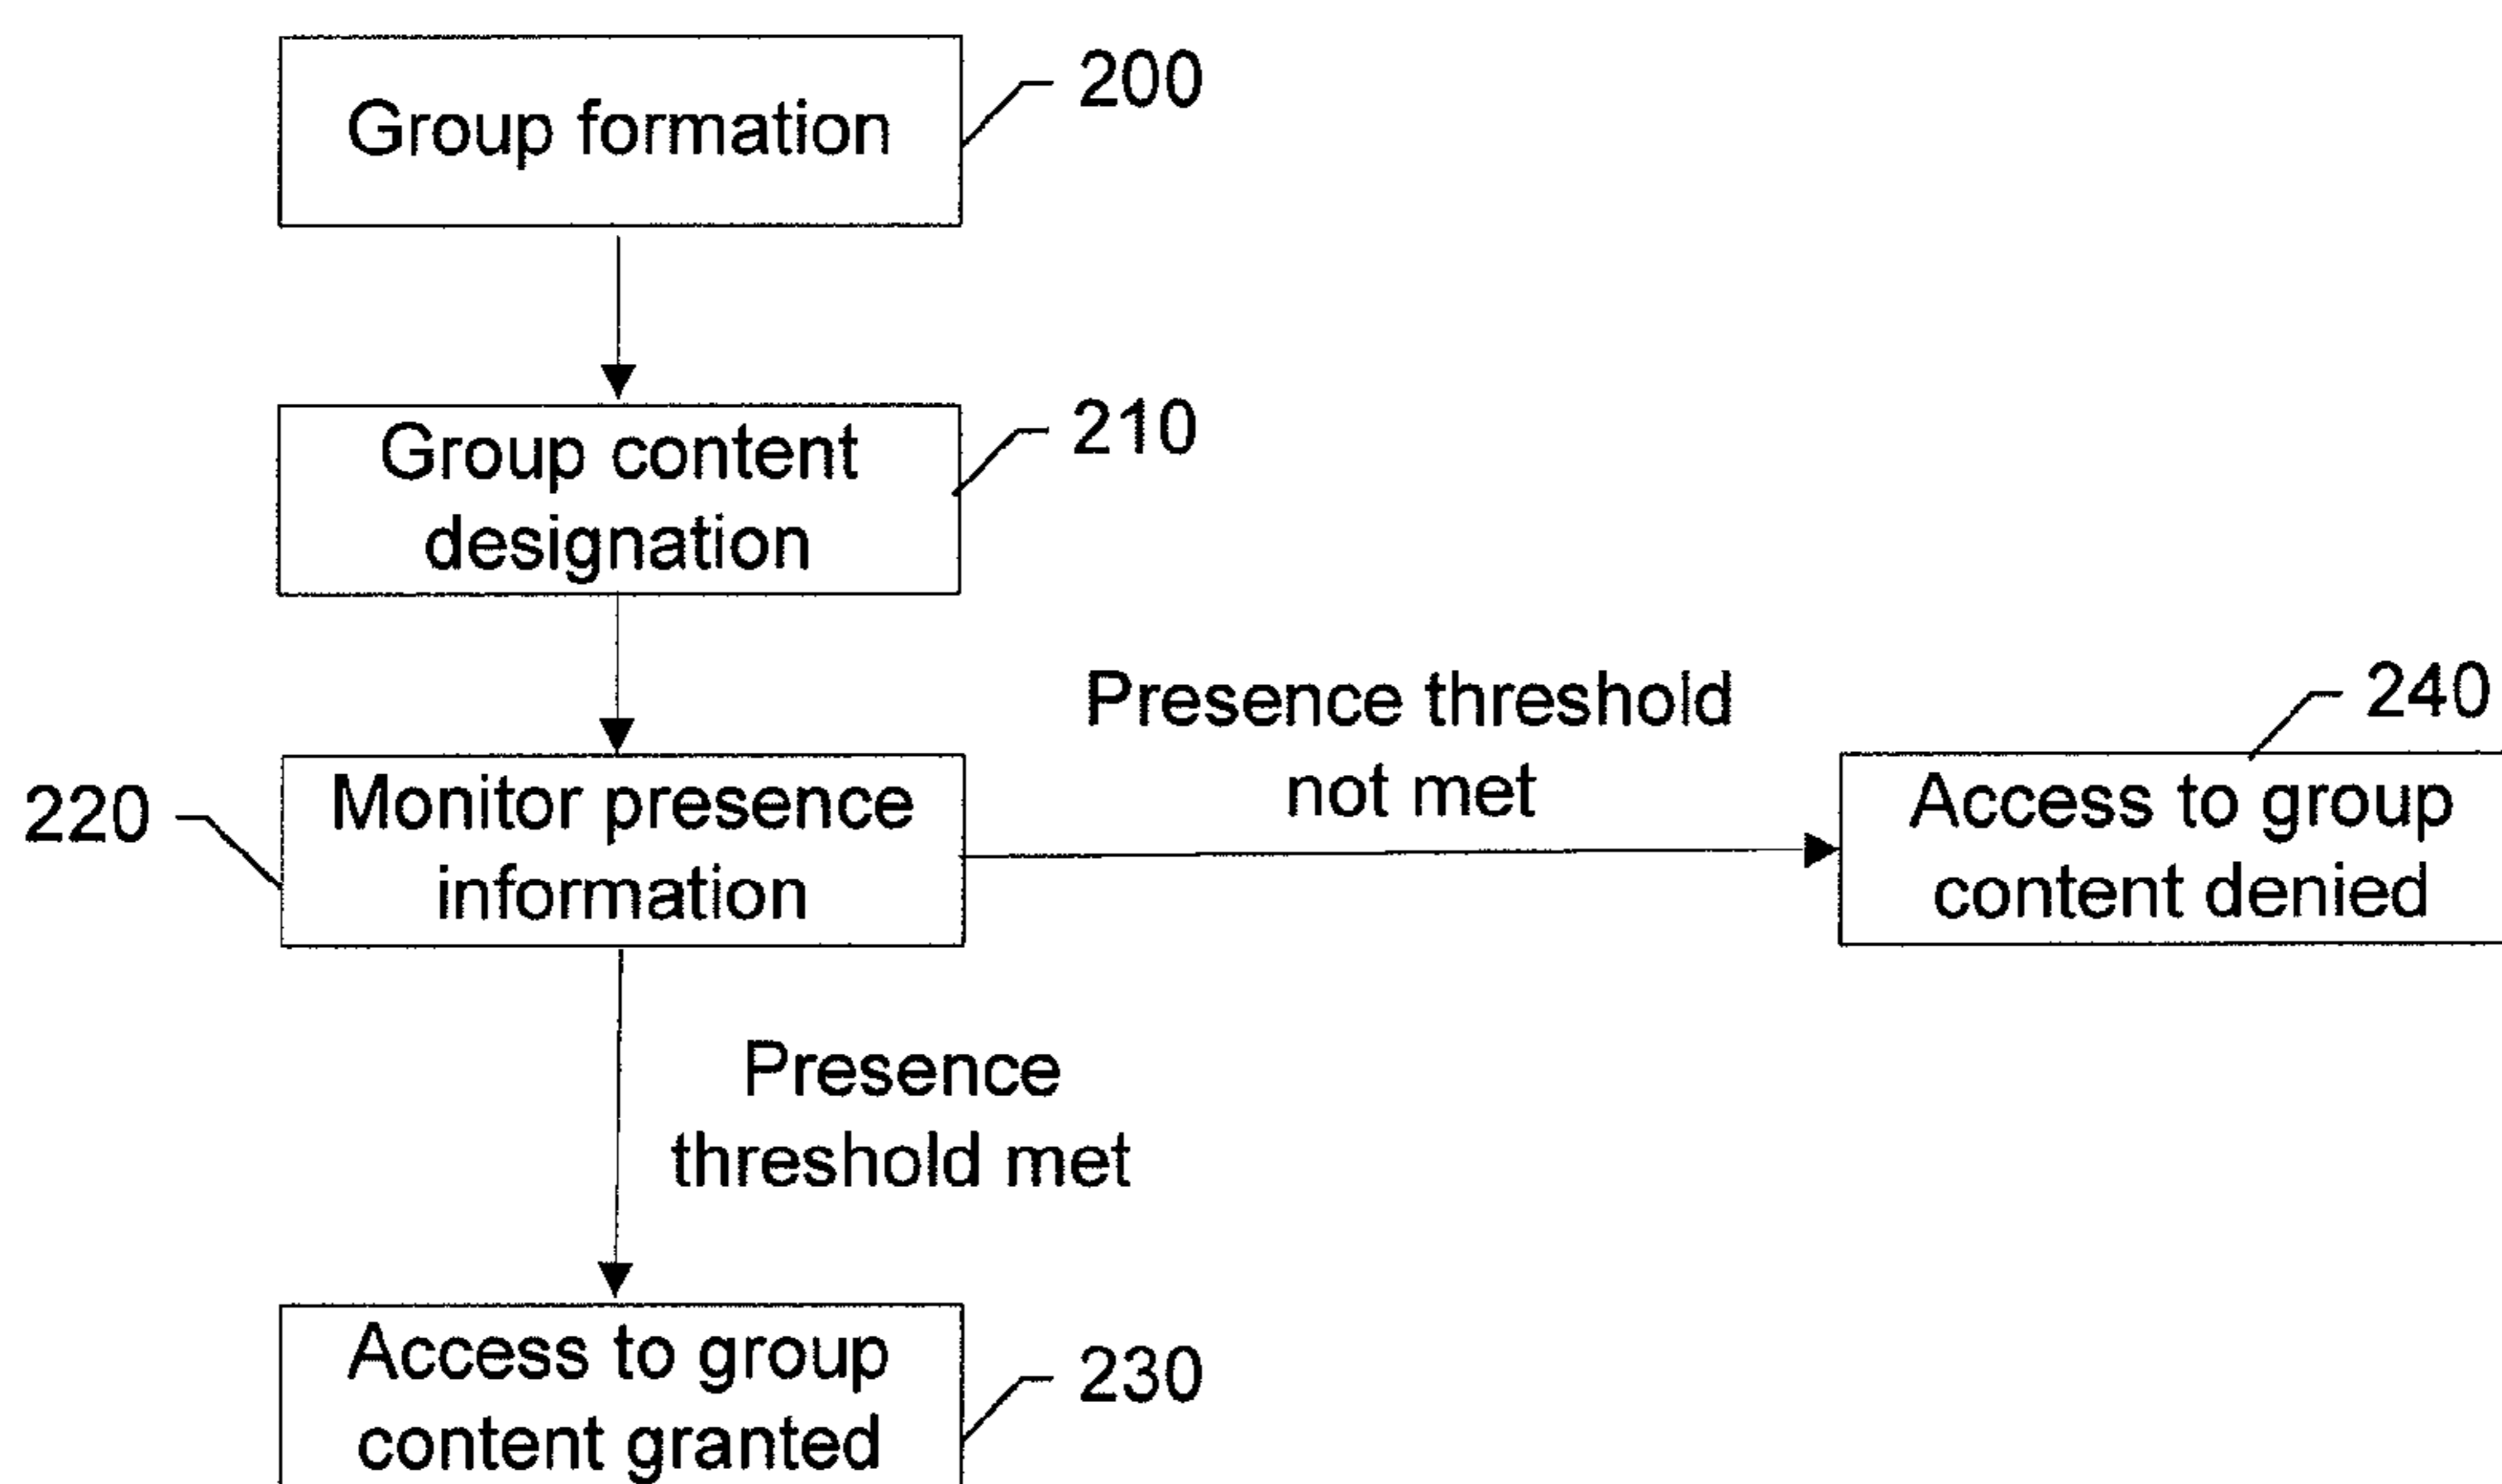 Group formation
200
Group content
designation
210
Presence threshold
not met
240
220
Monitor presence
information
Access to group
content denied
Presence
threshold met
Access to group
content granted
230